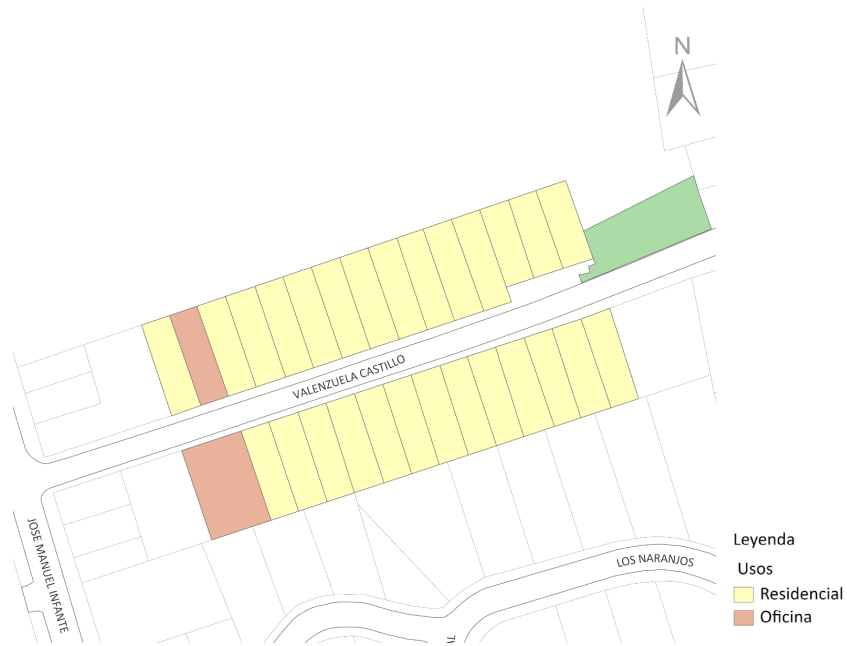 N
VALENZUELA CASTILLO
JOSE MANUEL INFANTE
LOS NARANJOS
Leyenda
Usos
Residencial
Oficina